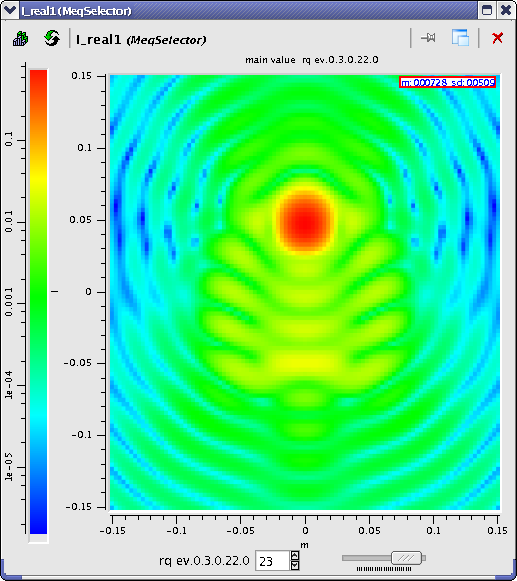 I_real1 (MeqSelector)
I_real1 (MeqSelector)
main value rq ev.0.3.0.22.0
m:.000728, sd:.00509
0.1
0.01
0.001
1e-04
1e-05
0.15
0.1
0.05
0
-0.05
-0.1
-0.15
-0.15
-0.1
-0.05
0
0.05
0.1
0.15
m
rq ev.0.3.0.22.0
23